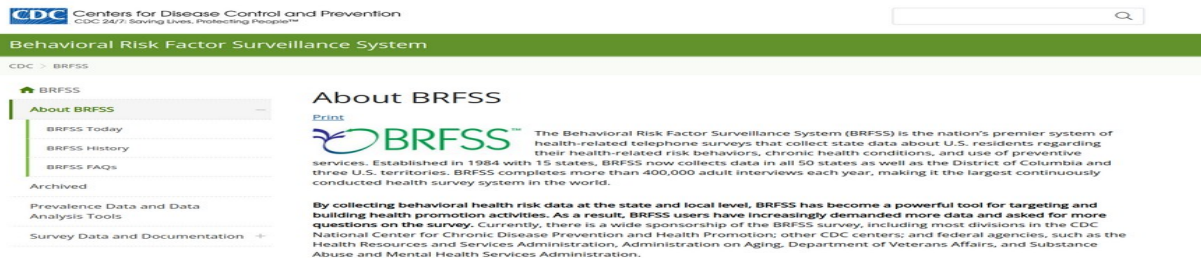 CDC Centers for Disease Control and Prevention
CDC 24/7: Saving Lives, Protecting People™
Behavioral Risk Factor Surveillance System
CDC > BRFSS
BRFSS
About BRFSS
BRFSS Today
BRFSS History
BRFSS FAQs
Archived
Prevalence Data and Data
Analysis Tools
Survey Data and Documentation
About BRFSS
Print
BRFSS™
The Behavioral Risk Factor Surveillance System (BRFSS) is the nation's premier system of
health-related telephone surveys that collect state data about U.S. residents regarding
their health-related risk behaviors, chronic health conditions, and use of preventive
services. Established in 1984 with 15 states, BRFSS now collects data in all 50 states as well as the District of Columbia and
three U.S. territories. BRFSS completes more than 400,000 adult interviews each year, making it the largest continuously
conducted health survey system in the world.
By collecting behavioral health risk data at the state and local level, BRFSS has become a powerful tool for targeting and
building health promotion activities. As a result, BRFSS users have increasingly demanded more data and asked for more
questions on the survey. Currently, there is a wide sponsorship of the BRFSS survey, including most divisions in the CDC
National Center for Chronic Disease Prevention and Health Promotion; other CDC centers; and federal agencies, such as the
Health Resources and Services Administration, Administration on Aging, Department of Veterans Affairs, and Substance
Abuse and Mental Health Services Administration.